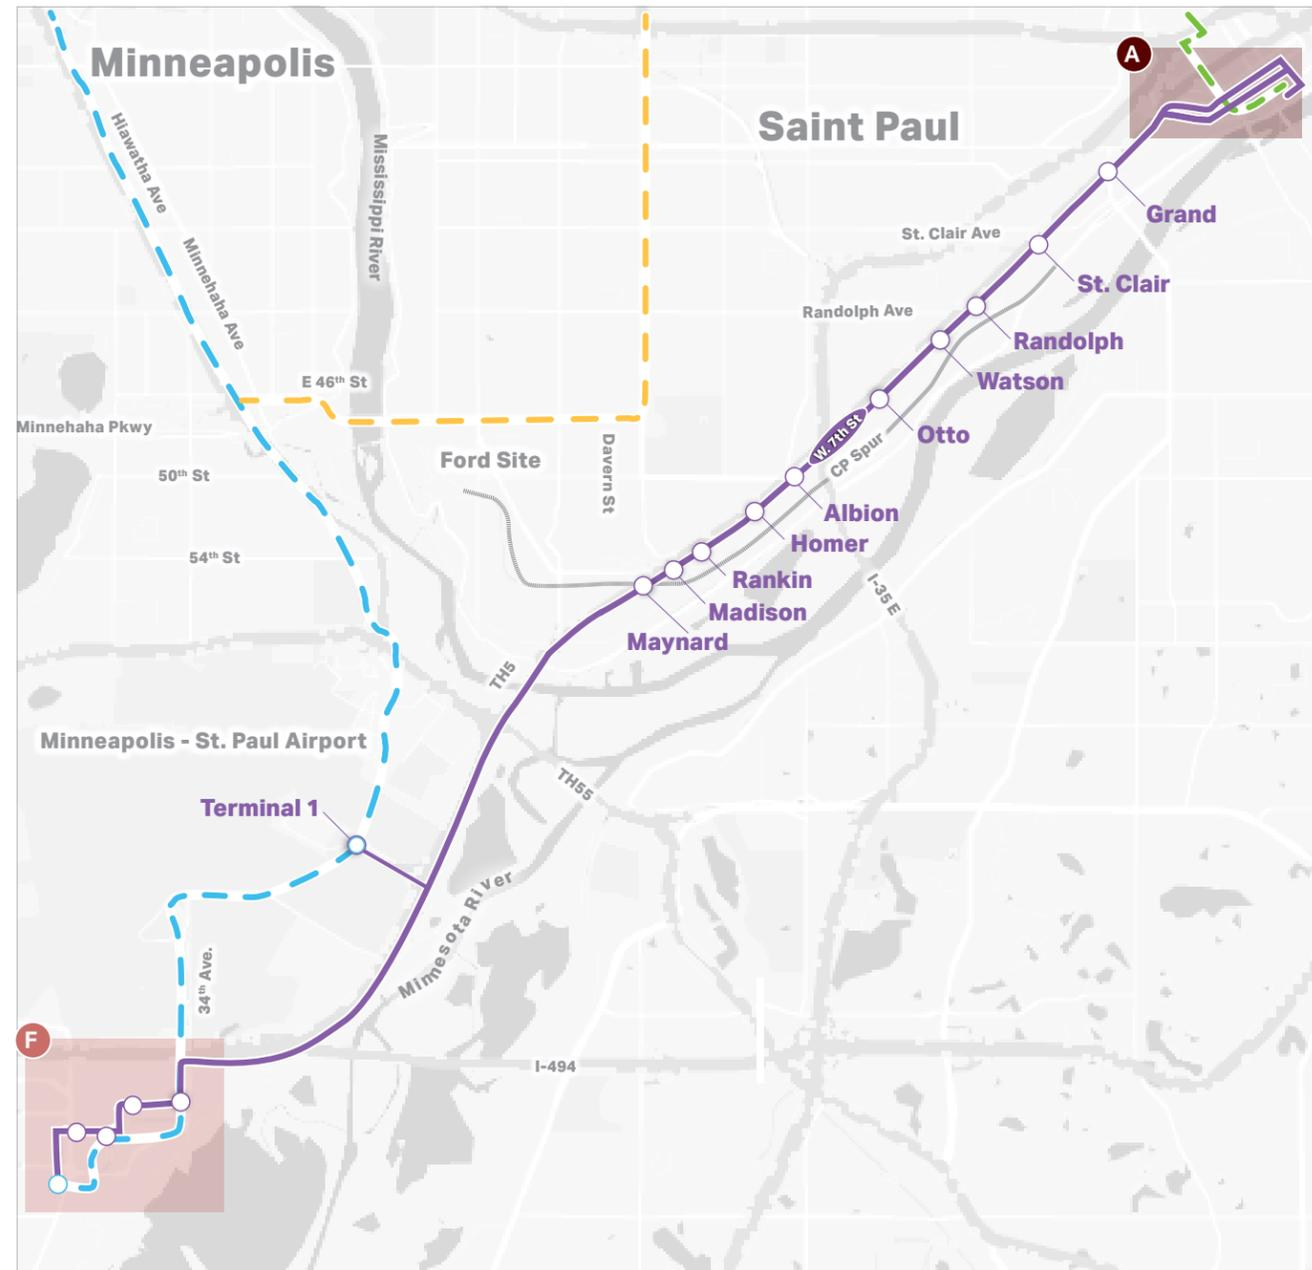 Minneapolis
A
Saint Paul
Hiawatha Ave
Mississippi River
Grand
St. Clair Ave
Minnehaha Ave
St. Clair
Randolph Ave
Randolph
Watson
E 46th St
Minnehaha Pkwy
Otto
W. 7th St
CP Spur
Ford Site
Davern St
50th St
Albion
Homer
54th St
Rankin
I-35 E
Madison
Maynard
TH5
Minneapolis - St. Paul Airport
TH55
Terminal 1
Minnesota River
34th Ave.
F
I-494